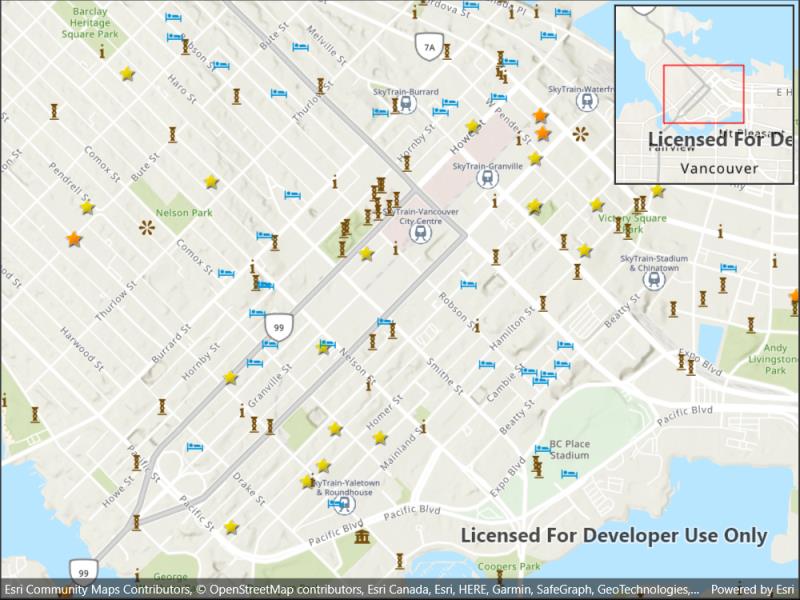 Barclay
Heritage
Square Park
Robson St
Bute St
Melville St
Cordova St
7A
Haro St
Thurlow St
SkyTrain-Burrard
W Pender St
SkyTrain-Waterfr
Hornby St
Howe St
Comox St
Bute St
SkyTrain-Granville
Pendrell St
Nelson Park
SkyTrain-Vancouver
City Centre
Victory Square
Park
Comox St
SkyTrain-Stadium
& Chinatown
Thurlow St
Robson St
Hamilton St
Beatty St
99
Harwood St
Burrard St
Hornby St
Granville St
Nelson St
Smithe St
Cambie St
Expo Blvd
Andy
Livingstone
Park
Homer St
Beatty St
Pacific Blvd
Mainland St
BC Place
Stadium
Pacific St
Howe St
Drake St
Expo Blvd
SkyTrain-Yaletown
& Roundhouse
Pacific St
Pacific Blvd
Pacific Blvd
99
George
Coopers Park
Licensed For Developer Use Only
E H
Mt Pleasant
Fairview
Licensed For De
Vancouver
Esri Community Maps Contributors, © OpenStreetMap contributors, Esri Canada, Esri, HERE, Garmin, SafeGraph, GeoTechnologies,... Powered by Esri